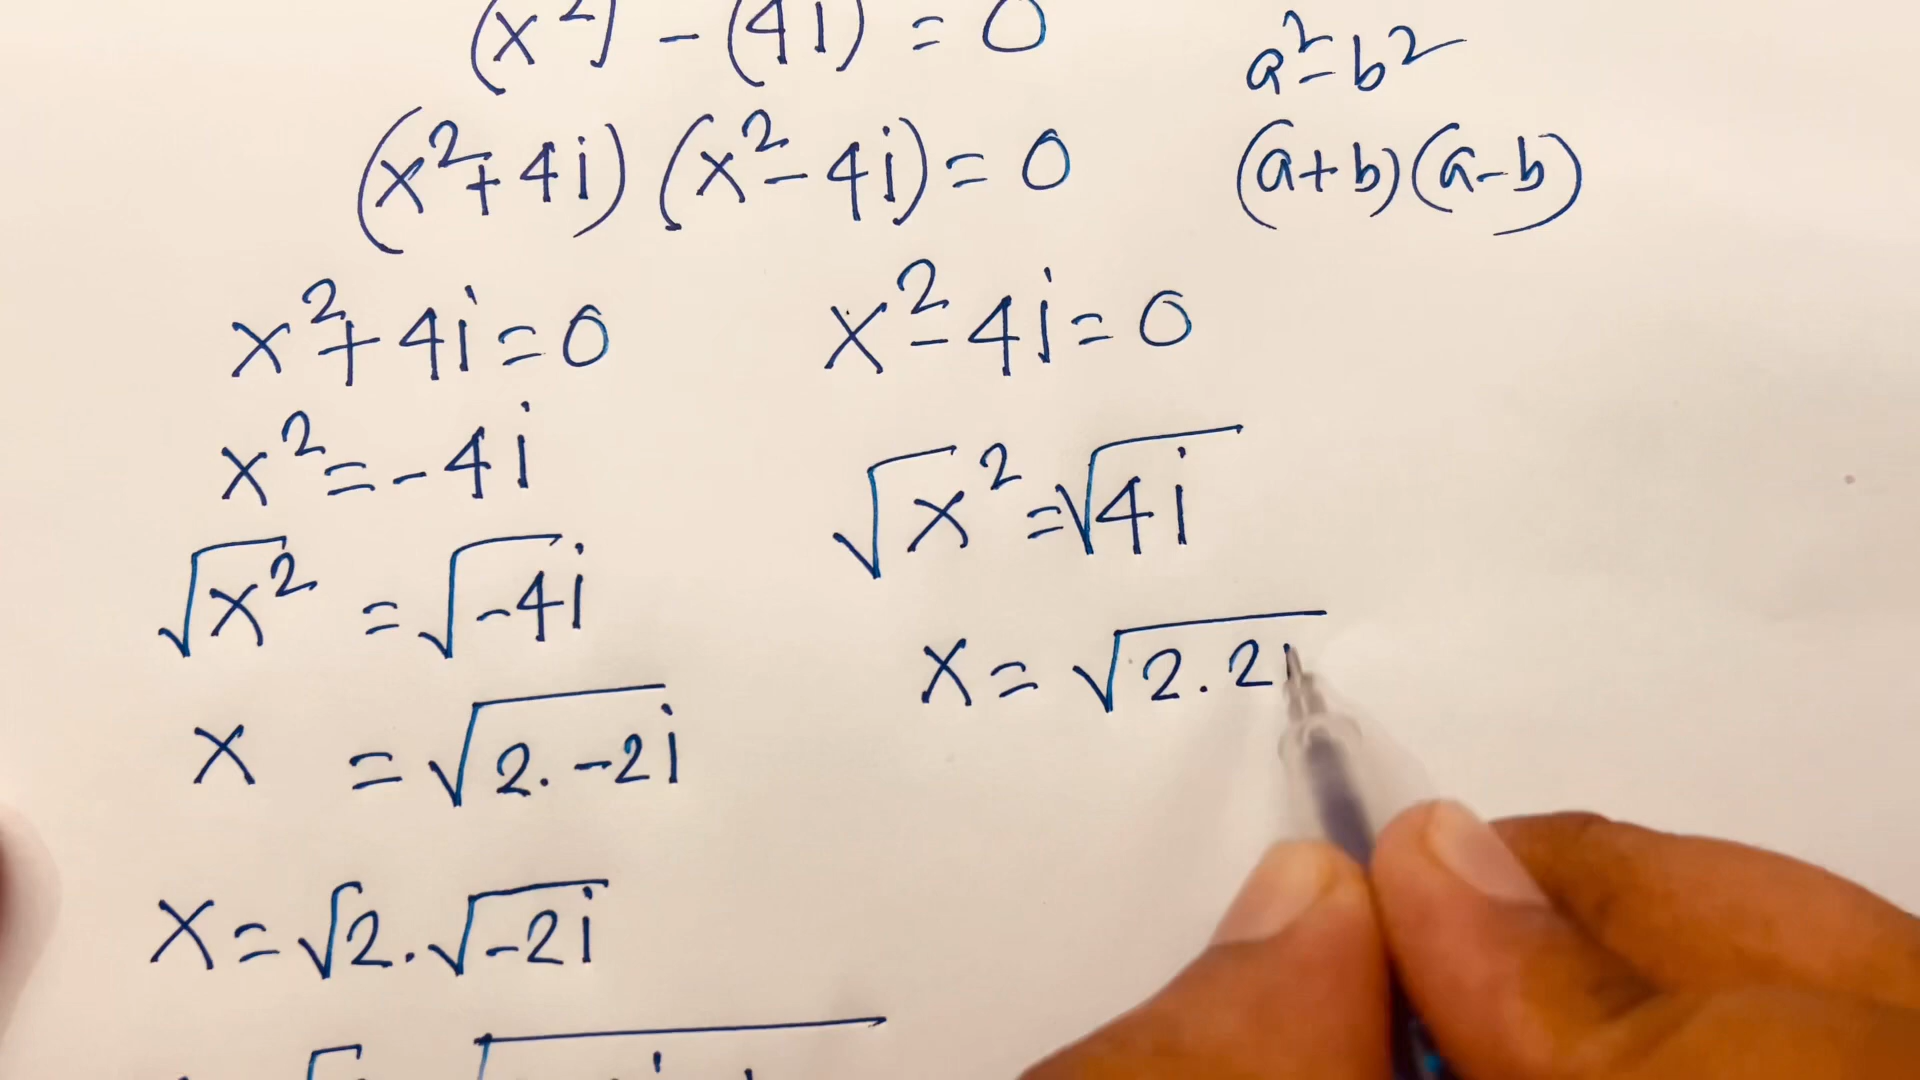 (x²) - (4i) = 0
a² - b²
(x² + 4i) (x² - 4i) = 0
(a+b)(a-b)
x² + 4i = 0
x² - 4i = 0
x² = -4i
√x² = √4i
√x² = √-4i
x = √2.2i
x = √2.-2i
x = √2.√-2i